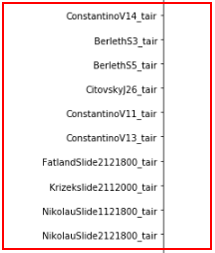 ConstantinoV14_tair
BerlethS3_tair
BerlethS5_tair
CitovskyJ26_tair
ConstantinoV11_tair
ConstantinoV13_tair
FatlandSlide2121800_tair
Krizekslide2112000_tair
NikolauSlide1121800_tair
NikolauSlide2121800_tair